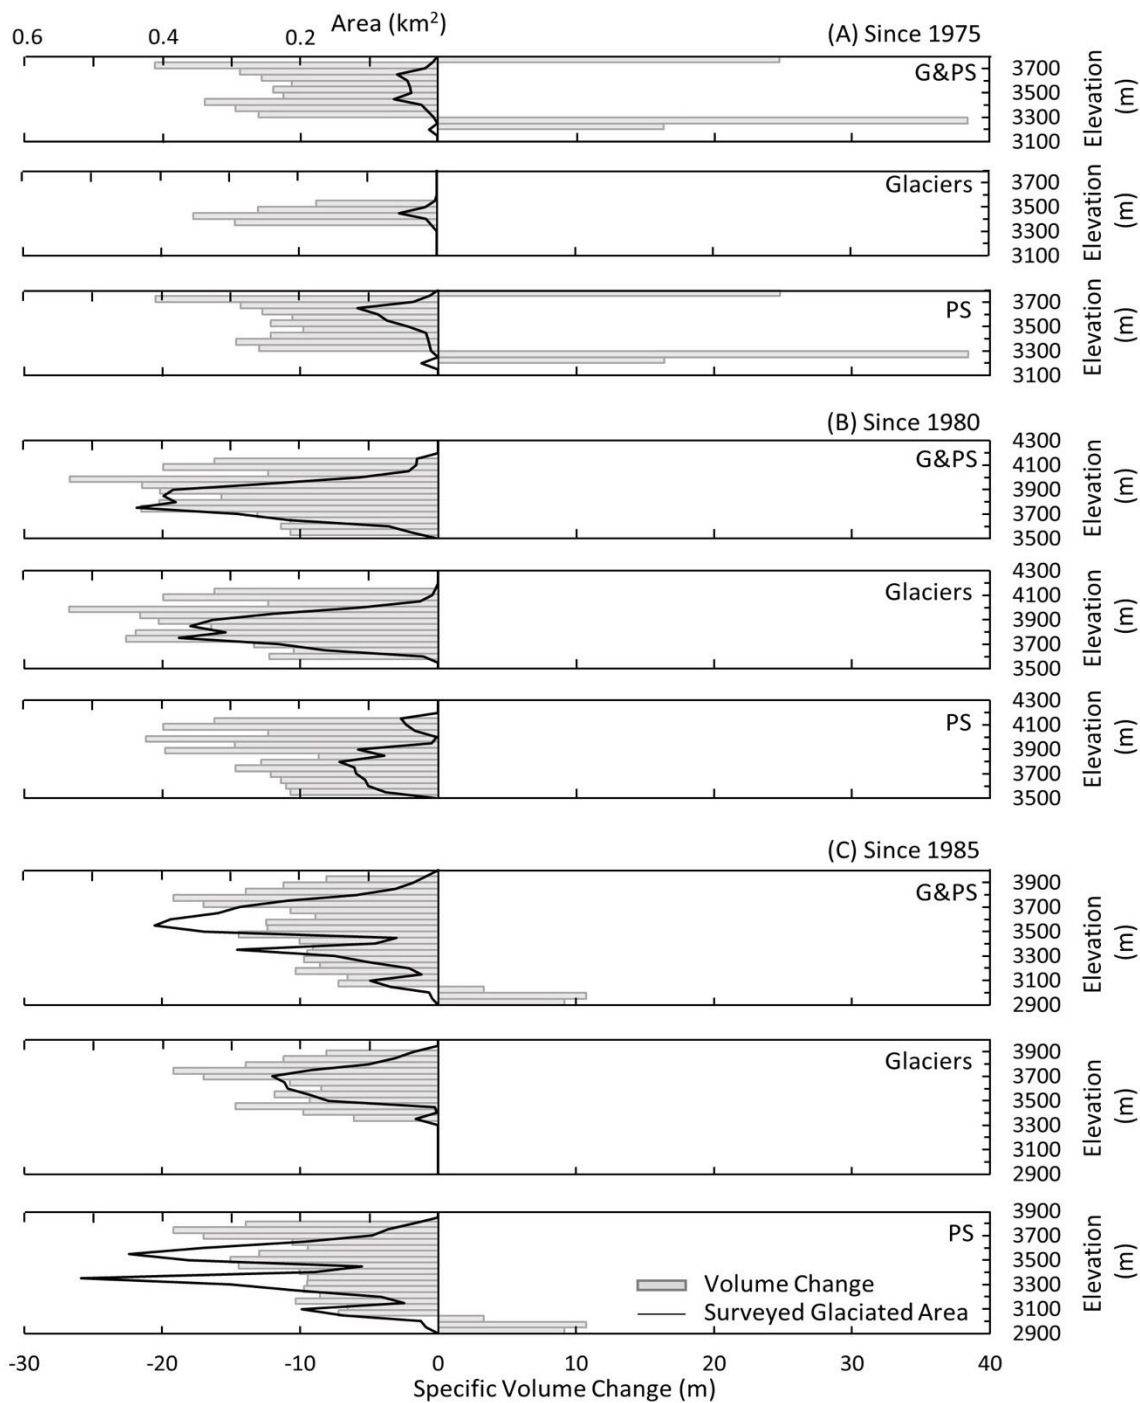 Area (km²)
0.6 0.4 0.2
(A) Since 1975
G&PS
3700
3500
3300
3100
Elevation
(m)
Glaciers
3700
3500
3300
3100
Elevation
(m)
PS
3700
3500
3300
3100
Elevation
(m)
(B) Since 1980
G&PS
4300
4100
3900
3700
3500
Elevation
(m)
Glaciers
4300
4100
3900
3700
3500
Elevation
(m)
PS
4300
4100
3900
3700
3500
Elevation
(m)
(C) Since 1985
G&PS
3900
3700
3500
3300
3100
2900
Elevation
(m)
Glaciers
3900
3700
3500
3300
3100
2900
Elevation
(m)
PS
3900
3700
3500
3300
3100
2900
Elevation
(m)
Volume Change
Surveyed Glaciated Area
-30 -20 -10 0 10 20 30 40
Specific Volume Change (m)